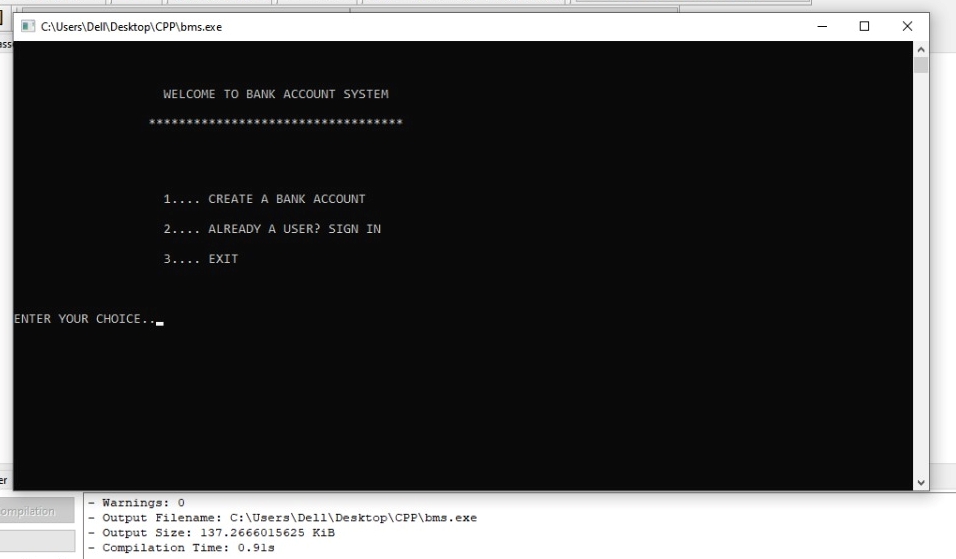 C:\Users\Dell\Desktop\CPP\bms.exe
WELCOME TO BANK ACCOUNT SYSTEM
**********************************
1.... CREATE A BANK ACCOUNT
2.... ALREADY A USER? SIGN IN
3.... EXIT
ENTER YOUR CHOICE..
- Warnings: 0
- Output Filename: C:\Users\Dell\Desktop\CPP\bms.exe
- Output Size: 137.2666015625 KiB
- Compilation Time: 0.91s